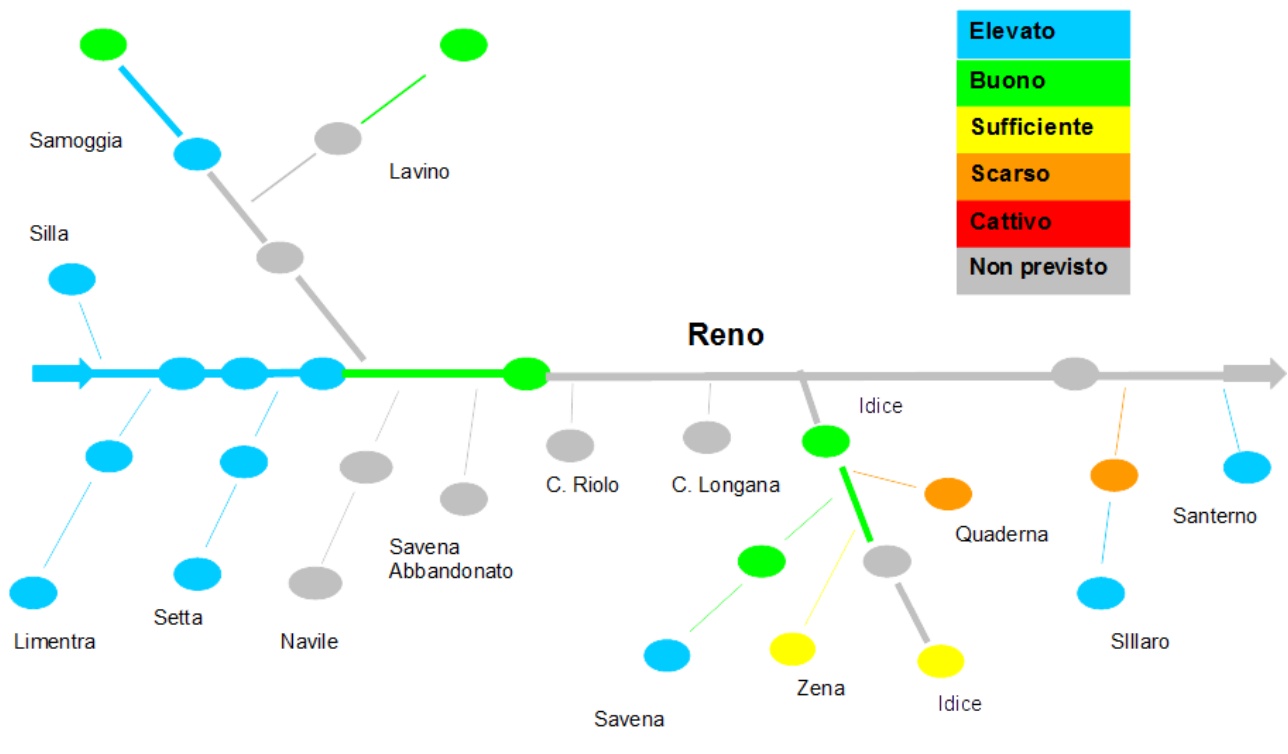 Elevato
Buono
Sufficiente
Scarso
Cattivo
Non previsto
Samoggia
Lavino
Silla
Reno
Idice
C. Riolo
C. Longana
Quaderna
Santerno
Savena
Abbandonato
Limentra
Setta
Navile
SIllaro
Zena
Idice
Savena